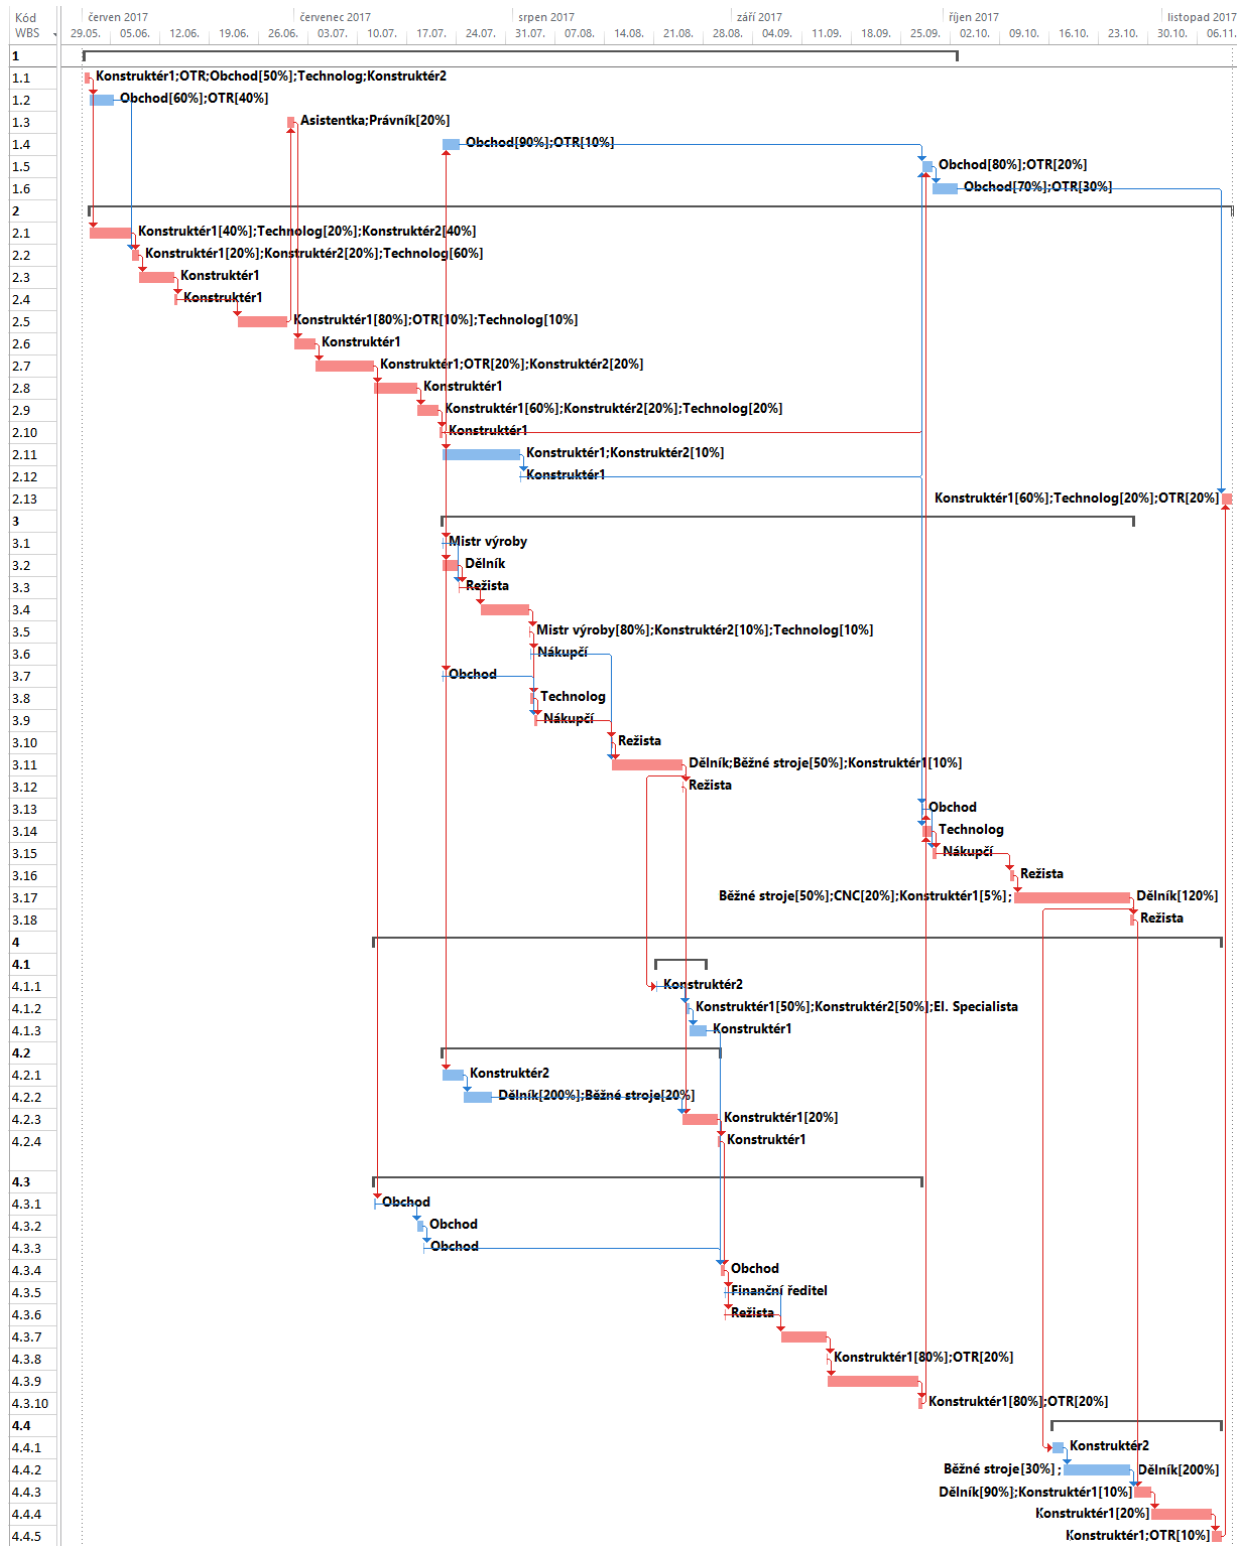 Kód WBS
červen 2017 červenec 2017 srpen 2017 září 2017 říjen 2017 listopad 2017
29.05. 05.06. 12.06. 19.06. 26.06. 03.07. 10.07. 17.07. 24.07. 31.07. 07.08. 14.08. 21.08. 28.08. 04.09. 11.09. 18.09. 25.09. 02.10. 09.10. 16.10. 23.10. 30.10. 06.11.
1
1.1 Konstruktér1;OTR;Obchod[50%];Technolog;Konstruktér2
1.2 Obchod[60%];OTR[40%]
1.3 Asistentka;Právník[20%]
1.4 Obchod[90%];OTR[10%]
1.5 Obchod[80%];OTR[20%]
1.6 Obchod[70%];OTR[30%]
2
2.1 Konstruktér1[40%];Technolog[20%];Konstruktér2[40%]
2.2 Konstruktér1[20%];Konstruktér2[20%];Technolog[60%]
2.3 Konstruktér1
2.4 Konstruktér1
2.5 Konstruktér1[80%];OTR[10%];Technolog[10%]
2.6 Konstruktér1
2.7 Konstruktér1;OTR[20%];Konstruktér2[20%]
2.8 Konstruktér1
2.9 Konstruktér1[60%];Konstruktér2[20%];Technolog[20%]
2.10 Konstruktér1
2.11 Konstruktér1;Konstruktér2[10%]
2.12 Konstruktér1
2.13 Konstruktér1[60%];Technolog[20%];OTR[20%]
3
3.1 Mistr výroby
3.2 Dělník
3.3 Režista
3.4
3.5 Mistr výroby[80%];Konstruktér2[10%];Technolog[10%]
3.6 Nákupčí
3.7 Obchod
3.8 Technolog
3.9 Nákupčí
3.10 Režista
3.11 Dělník;Běžné stroje[50%];Konstruktér1[10%]
3.12 Režista
3.13 Obchod
3.14 Technolog
3.15 Nákupčí
3.16 Režista
3.17 Běžné stroje[50%];CNC[20%];Konstruktér1[5%]; Dělník[120%]
3.18 Režista
4
4.1
4.1.1 Konstruktér2
4.1.2 Konstruktér1[50%];Konstruktér2[50%];El. Specialista
4.1.3 Konstruktér1
4.2
4.2.1 Konstruktér2
4.2.2 Dělník[200%];Běžné stroje[20%]
4.2.3 Konstruktér1[20%]
4.2.4 Konstruktér1
4.3
4.3.1 Obchod
4.3.2 Obchod
4.3.3 Obchod
4.3.4 Obchod
4.3.5 Finanční ředitel
4.3.6 Režista
4.3.7
4.3.8 Konstruktér1[80%];OTR[20%]
4.3.9
4.3.10 Konstruktér1[80%];OTR[20%]
4.4
4.4.1 Konstruktér2
4.4.2 Běžné stroje[30%]; Dělník[200%]
4.4.3 Dělník[90%];Konstruktér1[10%]
4.4.4 Konstruktér1[20%]
4.4.5 Konstruktér1;OTR[10%]